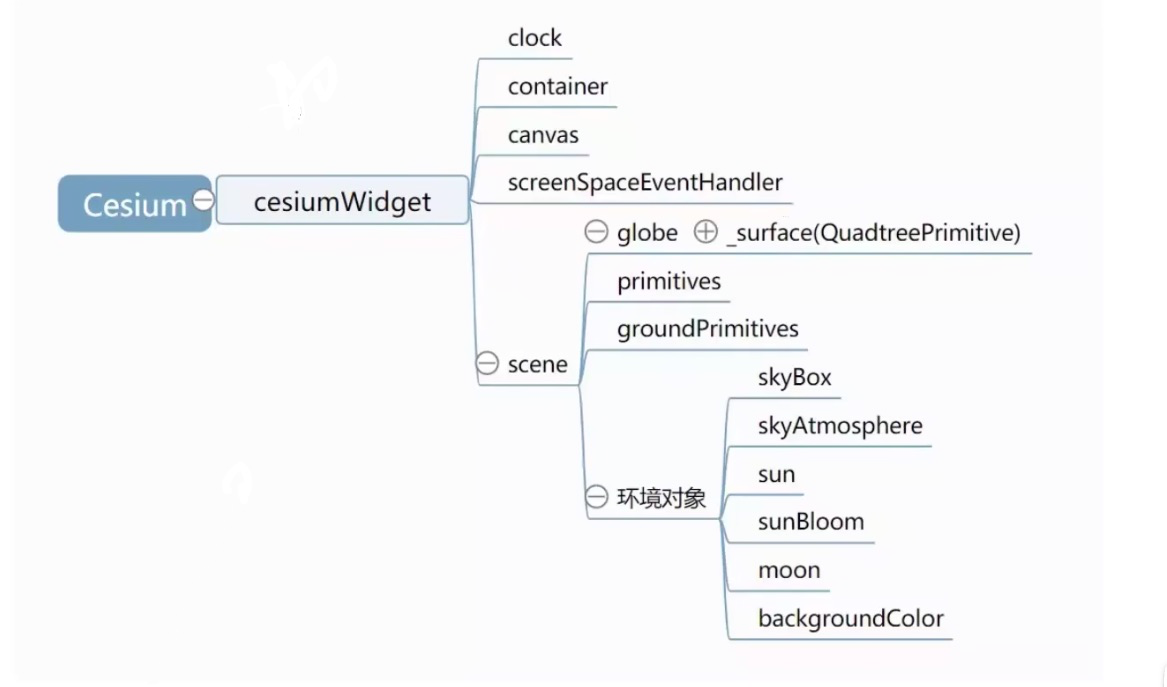 clock
container
canvas
screenSpaceEventHandler
Cesium
cesiumWidget
globe
_surface(QuadtreePrimitive)
primitives
groundPrimitives
scene
skyBox
skyAtmosphere
sun
环境对象
sunBloom
moon
backgroundColor